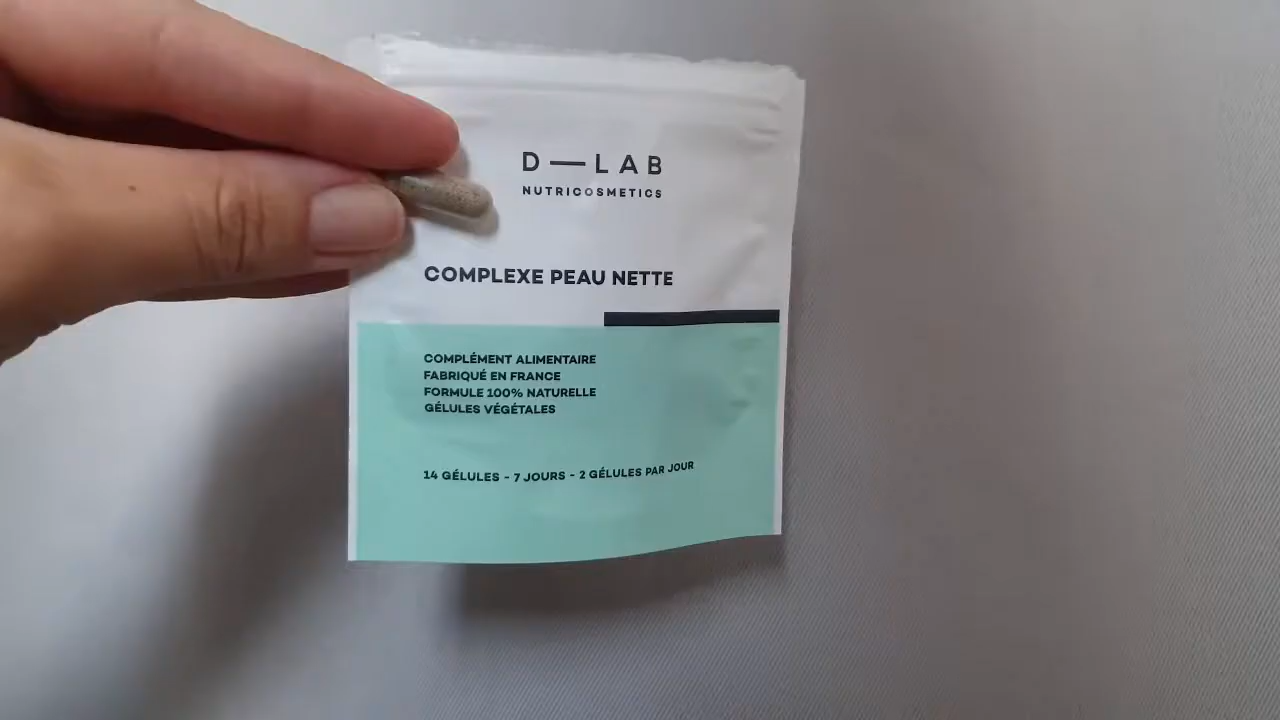 D—LAB
NUTRICOSMETICS
COMPLEXE PEAU NETTE
COMPLÉMENT ALIMENTAIRE
FABRIQUÉ EN FRANCE
FORMULE 100% NATURELLE
GÉLULES VÉGÉTALES
14 GÉLULES - 7 JOURS - 2 GÉLULES PAR JOUR